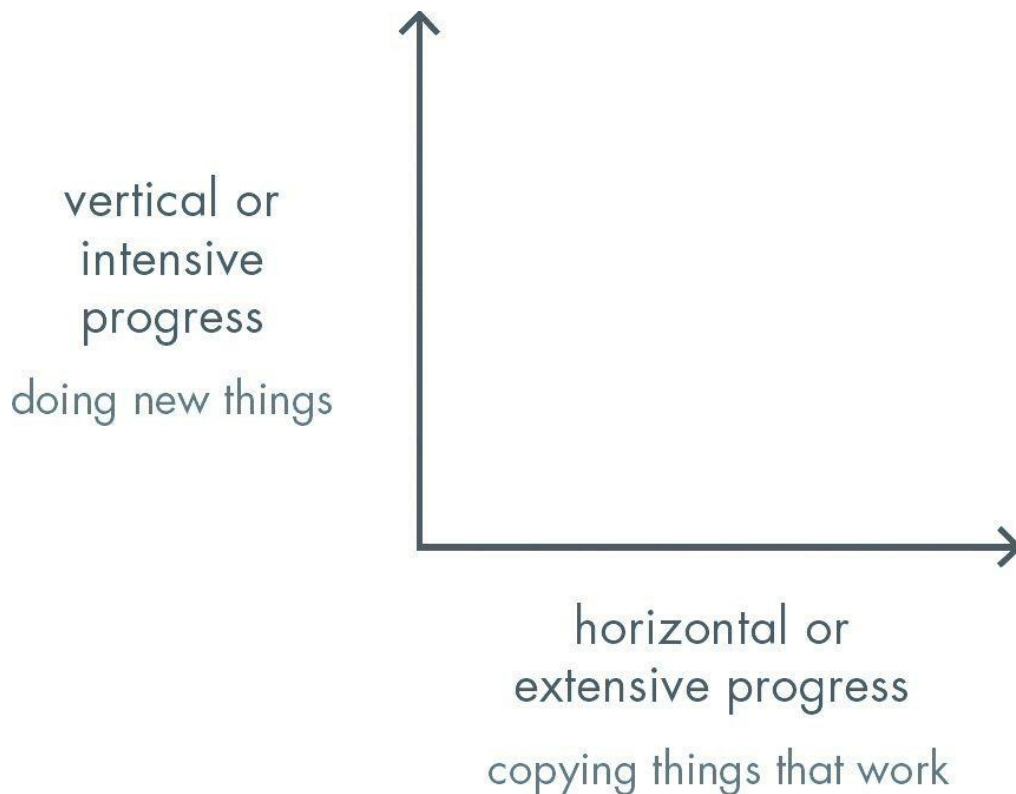 vertical or
intensive
progress
doing new things
horizontal or
extensive progress
copying things that work